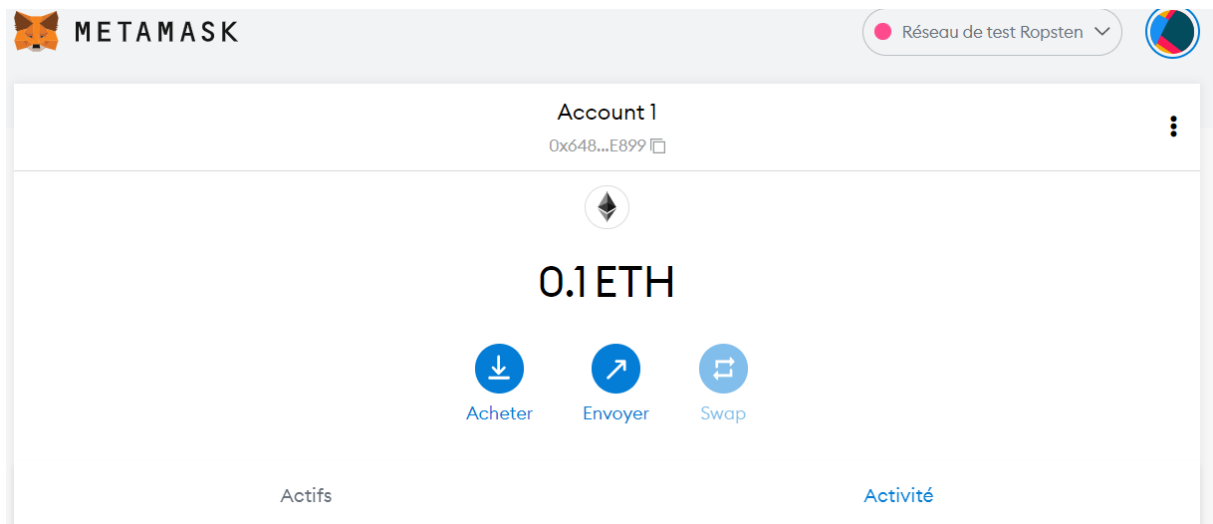 METAMASK
Réseau de test Ropsten
Account 1
0x648...E899
0.1 ETH
Acheter Envoyer Swap
Actifs Activité